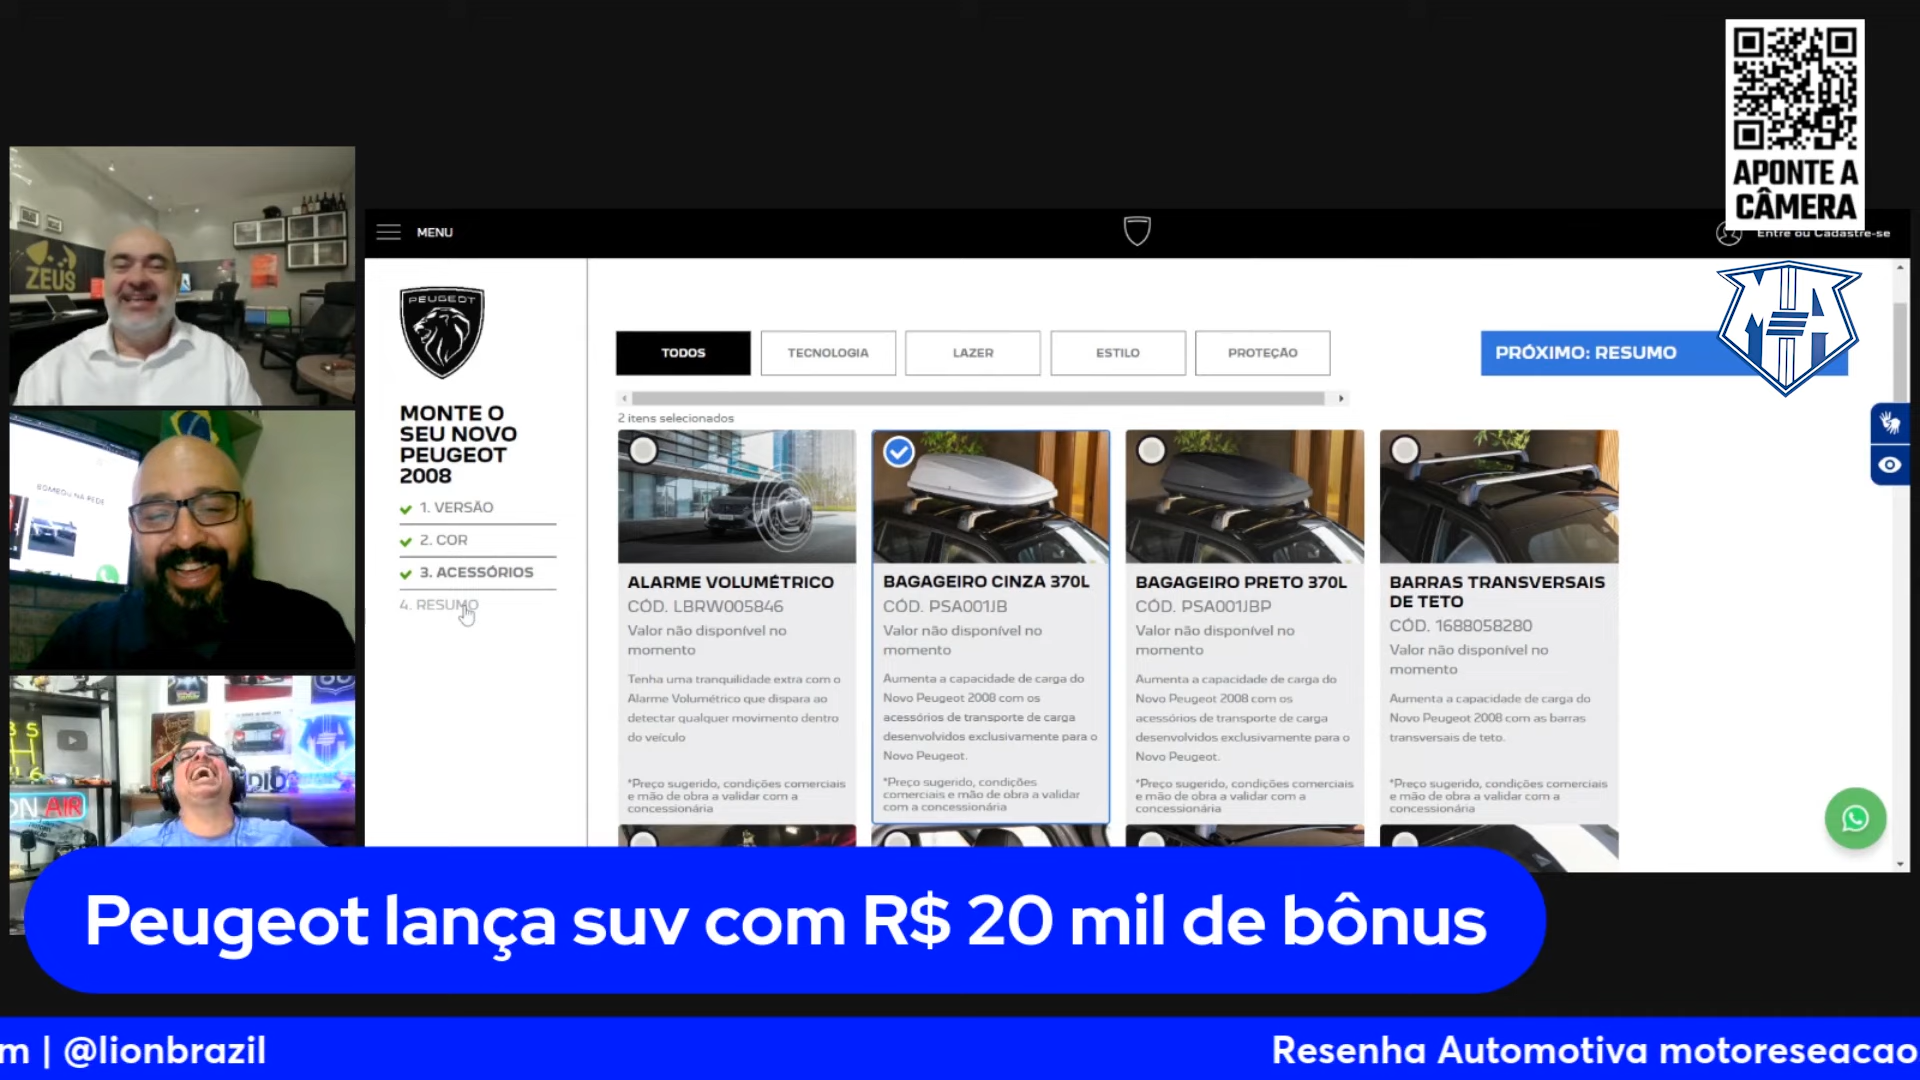 APONTE A
CÂMERA
MENU
Entre ou Cadastre-se
ZEUS
PEUGEOT
MONTE O
SEU NOVO
PEUGEOT
2008
1. VERSÃO
2. COR
3. ACESSÓRIOS
4. RESUMO
TODOS
TECNOLOGIA
LAZER
ESTILO
PROTEÇÃO
PRÓXIMO: RESUMO
2 itens selecionados
ALARME VOLUMÉTRICO
CÓD. LBRW005846
Valor não disponível no
momento
Tenha uma tranquilidade extra com o
Alarme Volumétrico que dispara ao
detectar qualquer movimento dentro
do veículo
*Preço sugerido, condições comerciais
e mão de obra a validar com a
concessionária
BAGAGEIRO CINZA 370L
CÓD. PSA001JB
Valor não disponível no
momento
Aumenta a capacidade de carga do
Novo Peugeot 2008 com os
acessórios de transporte de carga
desenvolvidos exclusivamente para o
Novo Peugeot.
*Preço sugerido, condições
comerciais e mão de obra a validar
com a concessionária
BAGAGEIRO PRETO 370L
CÓD. PSA001JBP
Valor não disponível no
momento
Aumenta a capacidade de carga do
Novo Peugeot 2008 com os
acessórios de transporte de carga
desenvolvidos exclusivamente para o
Novo Peugeot.
*Preço sugerido, condições comerciais
e mão de obra a validar com a
concessionária
BARRAS TRANSVERSAIS
DE TETO
CÓD. 1688058280
Valor não disponível no
momento
Aumenta a capacidade de carga do
Novo Peugeot 2008 com as barras
transversais de teto.
*Preço sugerido, condições comerciais
e mão de obra a validar com a
concessionária
ON AIR
Peugeot lança suv com R$ 20 mil de bônus
m | @lionbrazil
Resenha Automotiva motoreseacao